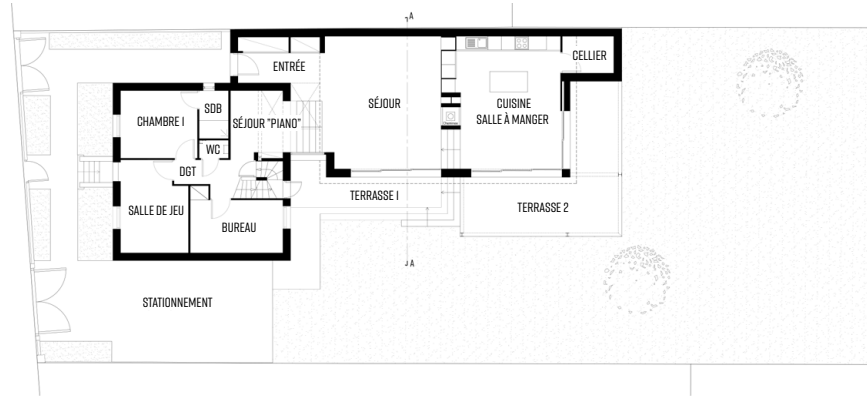 A
ENTRÉE
CELLIER
SÉJOUR
CUISINE
SALLE À MANGER
SDB
CHAMBRE 1
SÉJOUR "PIANO"
WC
DGT
TERRASSE 1
TERRASSE 2
SALLE DE JEU
BUREAU
A
STATIONNEMENT